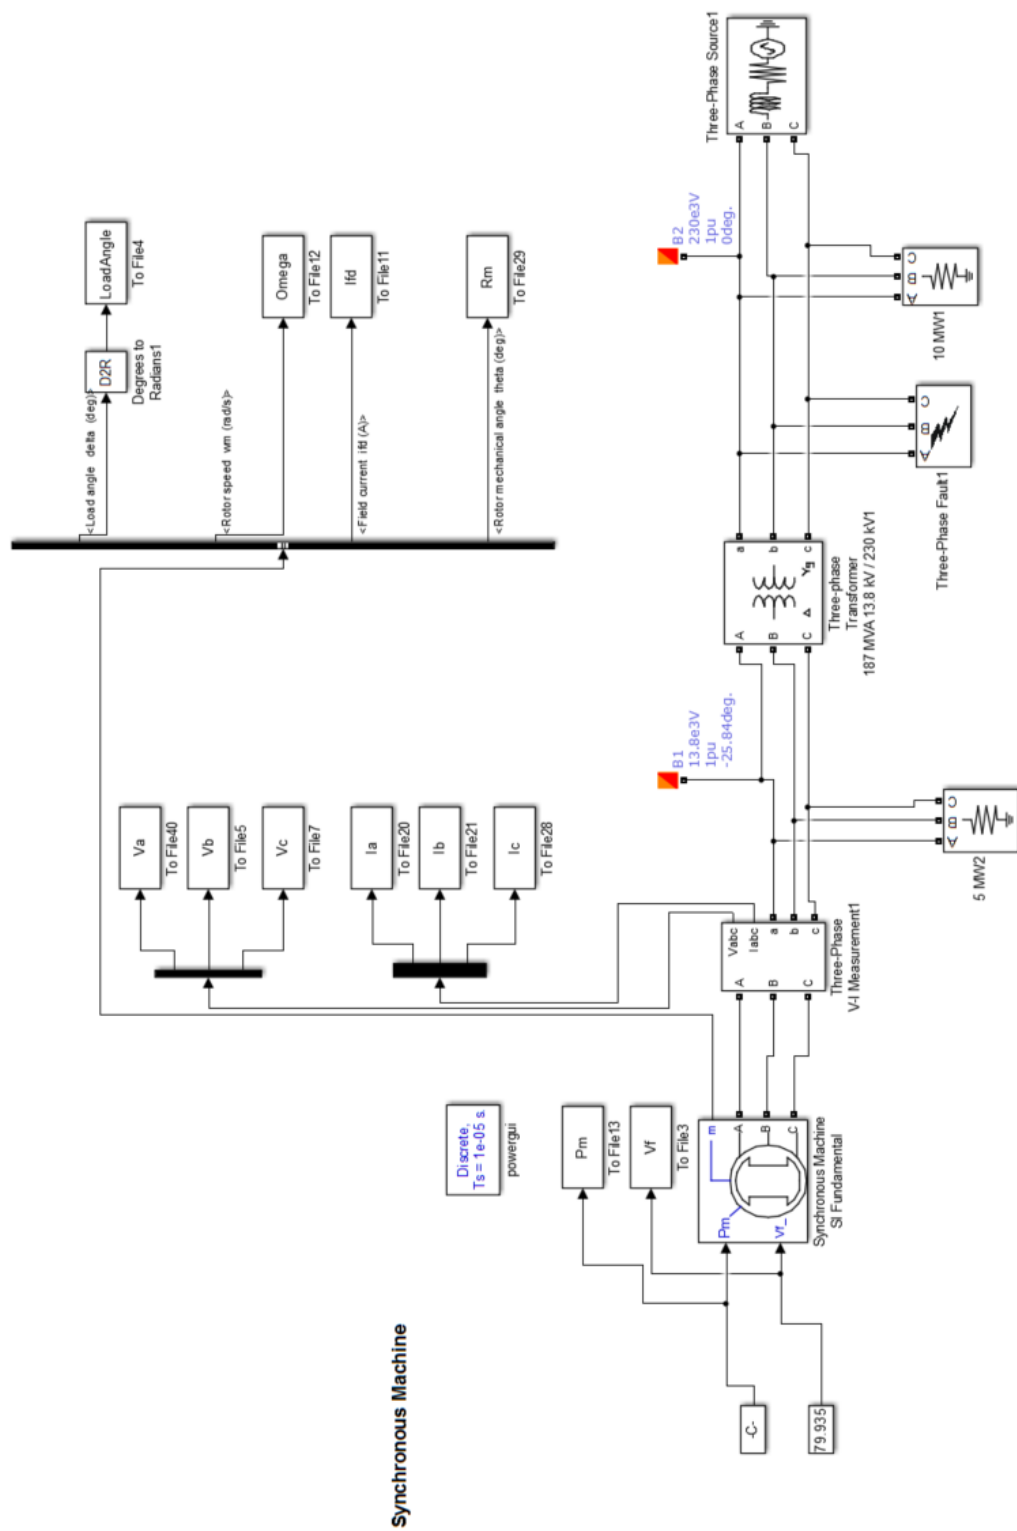 Synchronous Machine
-C-
79.935
Pm
To File13
Vf
To File3
Discrete,
Ts = 1e-05 s.
powergui
Pm
Vf_
m
A
B
C
Synchronous Machine
SI Fundamental
Va
To File40
Vb
To File5
Vc
To File7
Ia
To File20
Ib
To File21
Ic
To File28
Vabc
Iabc
A
B
C
a
b
c
Three-Phase
V-I Measurement1
A
B
C
5 MW2
B1
13.8e3V
1pu
-25.84deg.
A
B
C
a
b
c
Δ
Yg
Three-phase
Transformer
187 MVA 13.8 kV / 230 kV1
A
B
C
Three-Phase Fault1
A
B
C
10 MW1
B2
230e3V
1pu
0deg.
A
B
C
Three-Phase Source1
<Load angle delta (deg)>
D2R
Degrees to
Radians1
LoadAngle
To File4
<Rotor speed wm (rad/s)>
Omega
To File12
<Field current ifd (A)>
Ifd
To File11
<Rotor mechanical angle theta (deg)>
Rm
To File29